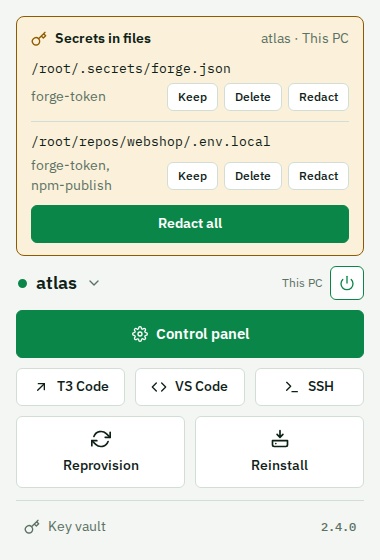 Secrets in files
atlas · This PC
/root/.secrets/forge.json
forge-token
Keep
Delete
Redact
/root/repos/webshop/.env.local
forge-token,
npm-publish
Keep
Delete
Redact
Redact all
atlas
This PC
Control panel
T3 Code
VS Code
SSH
Reprovision
Reinstall
Key vault
2.4.0